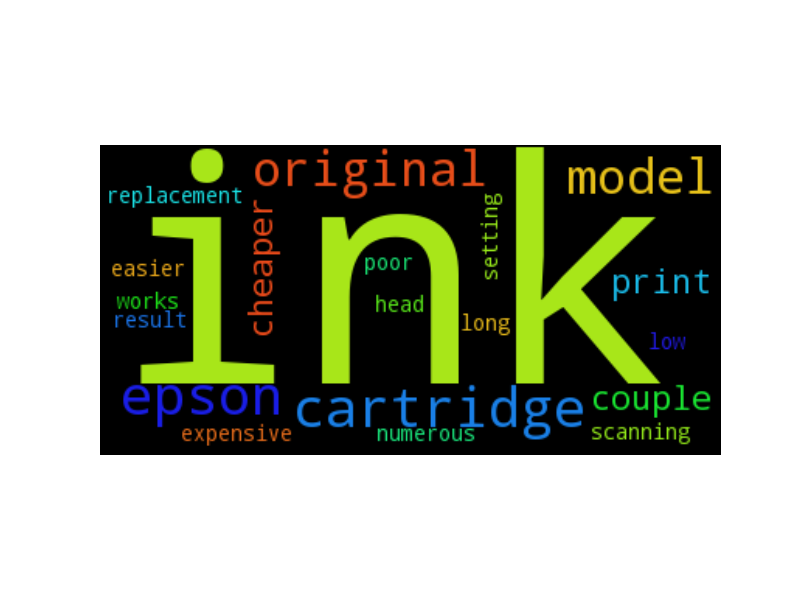 ink
original
model
replacement
cheaper
setting
easier
poor
print
works
head
result
long
low
epson
cartridge
couple
expensive
numerous
scanning